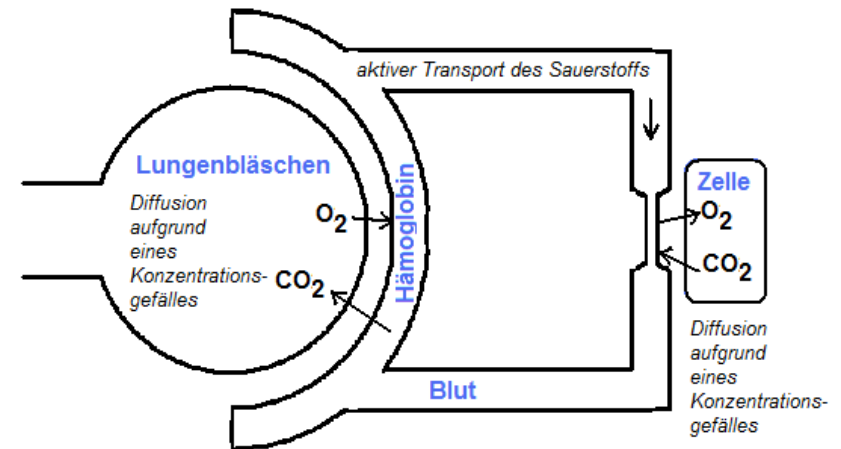 aktiver Transport des Sauerstoffs
Lungenbläschen
Diffusion
aufgrund
eines
Konzentrations-
gefälles
O2
CO2
Hämoglobin
Blut
Zelle
O2
CO2
Diffusion
aufgrund
eines
Konzentrations-
gefälles